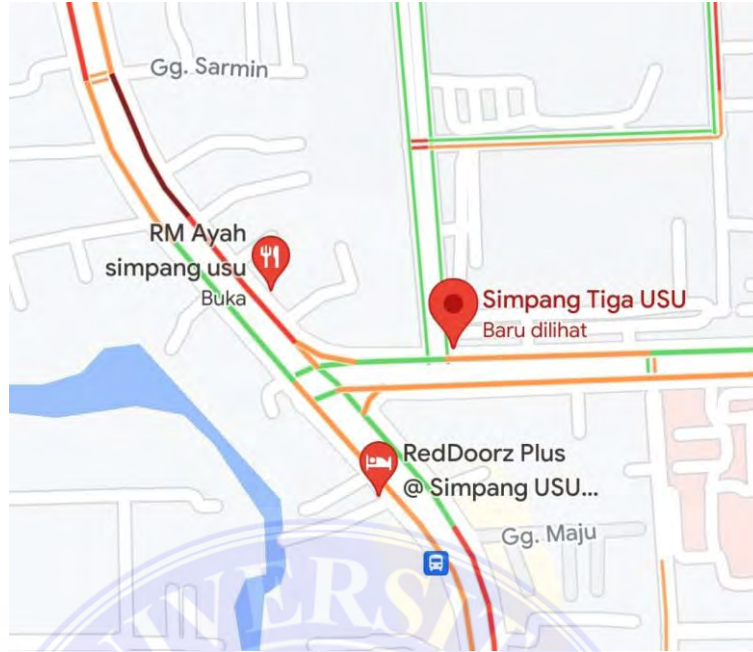 Gg. Sarmin
RM Ayah
simpang usu
Buka
Simpang Tiga USU
Baru dilihat
RedDoorz Plus
@ Simpang USU...
Gg. Maju